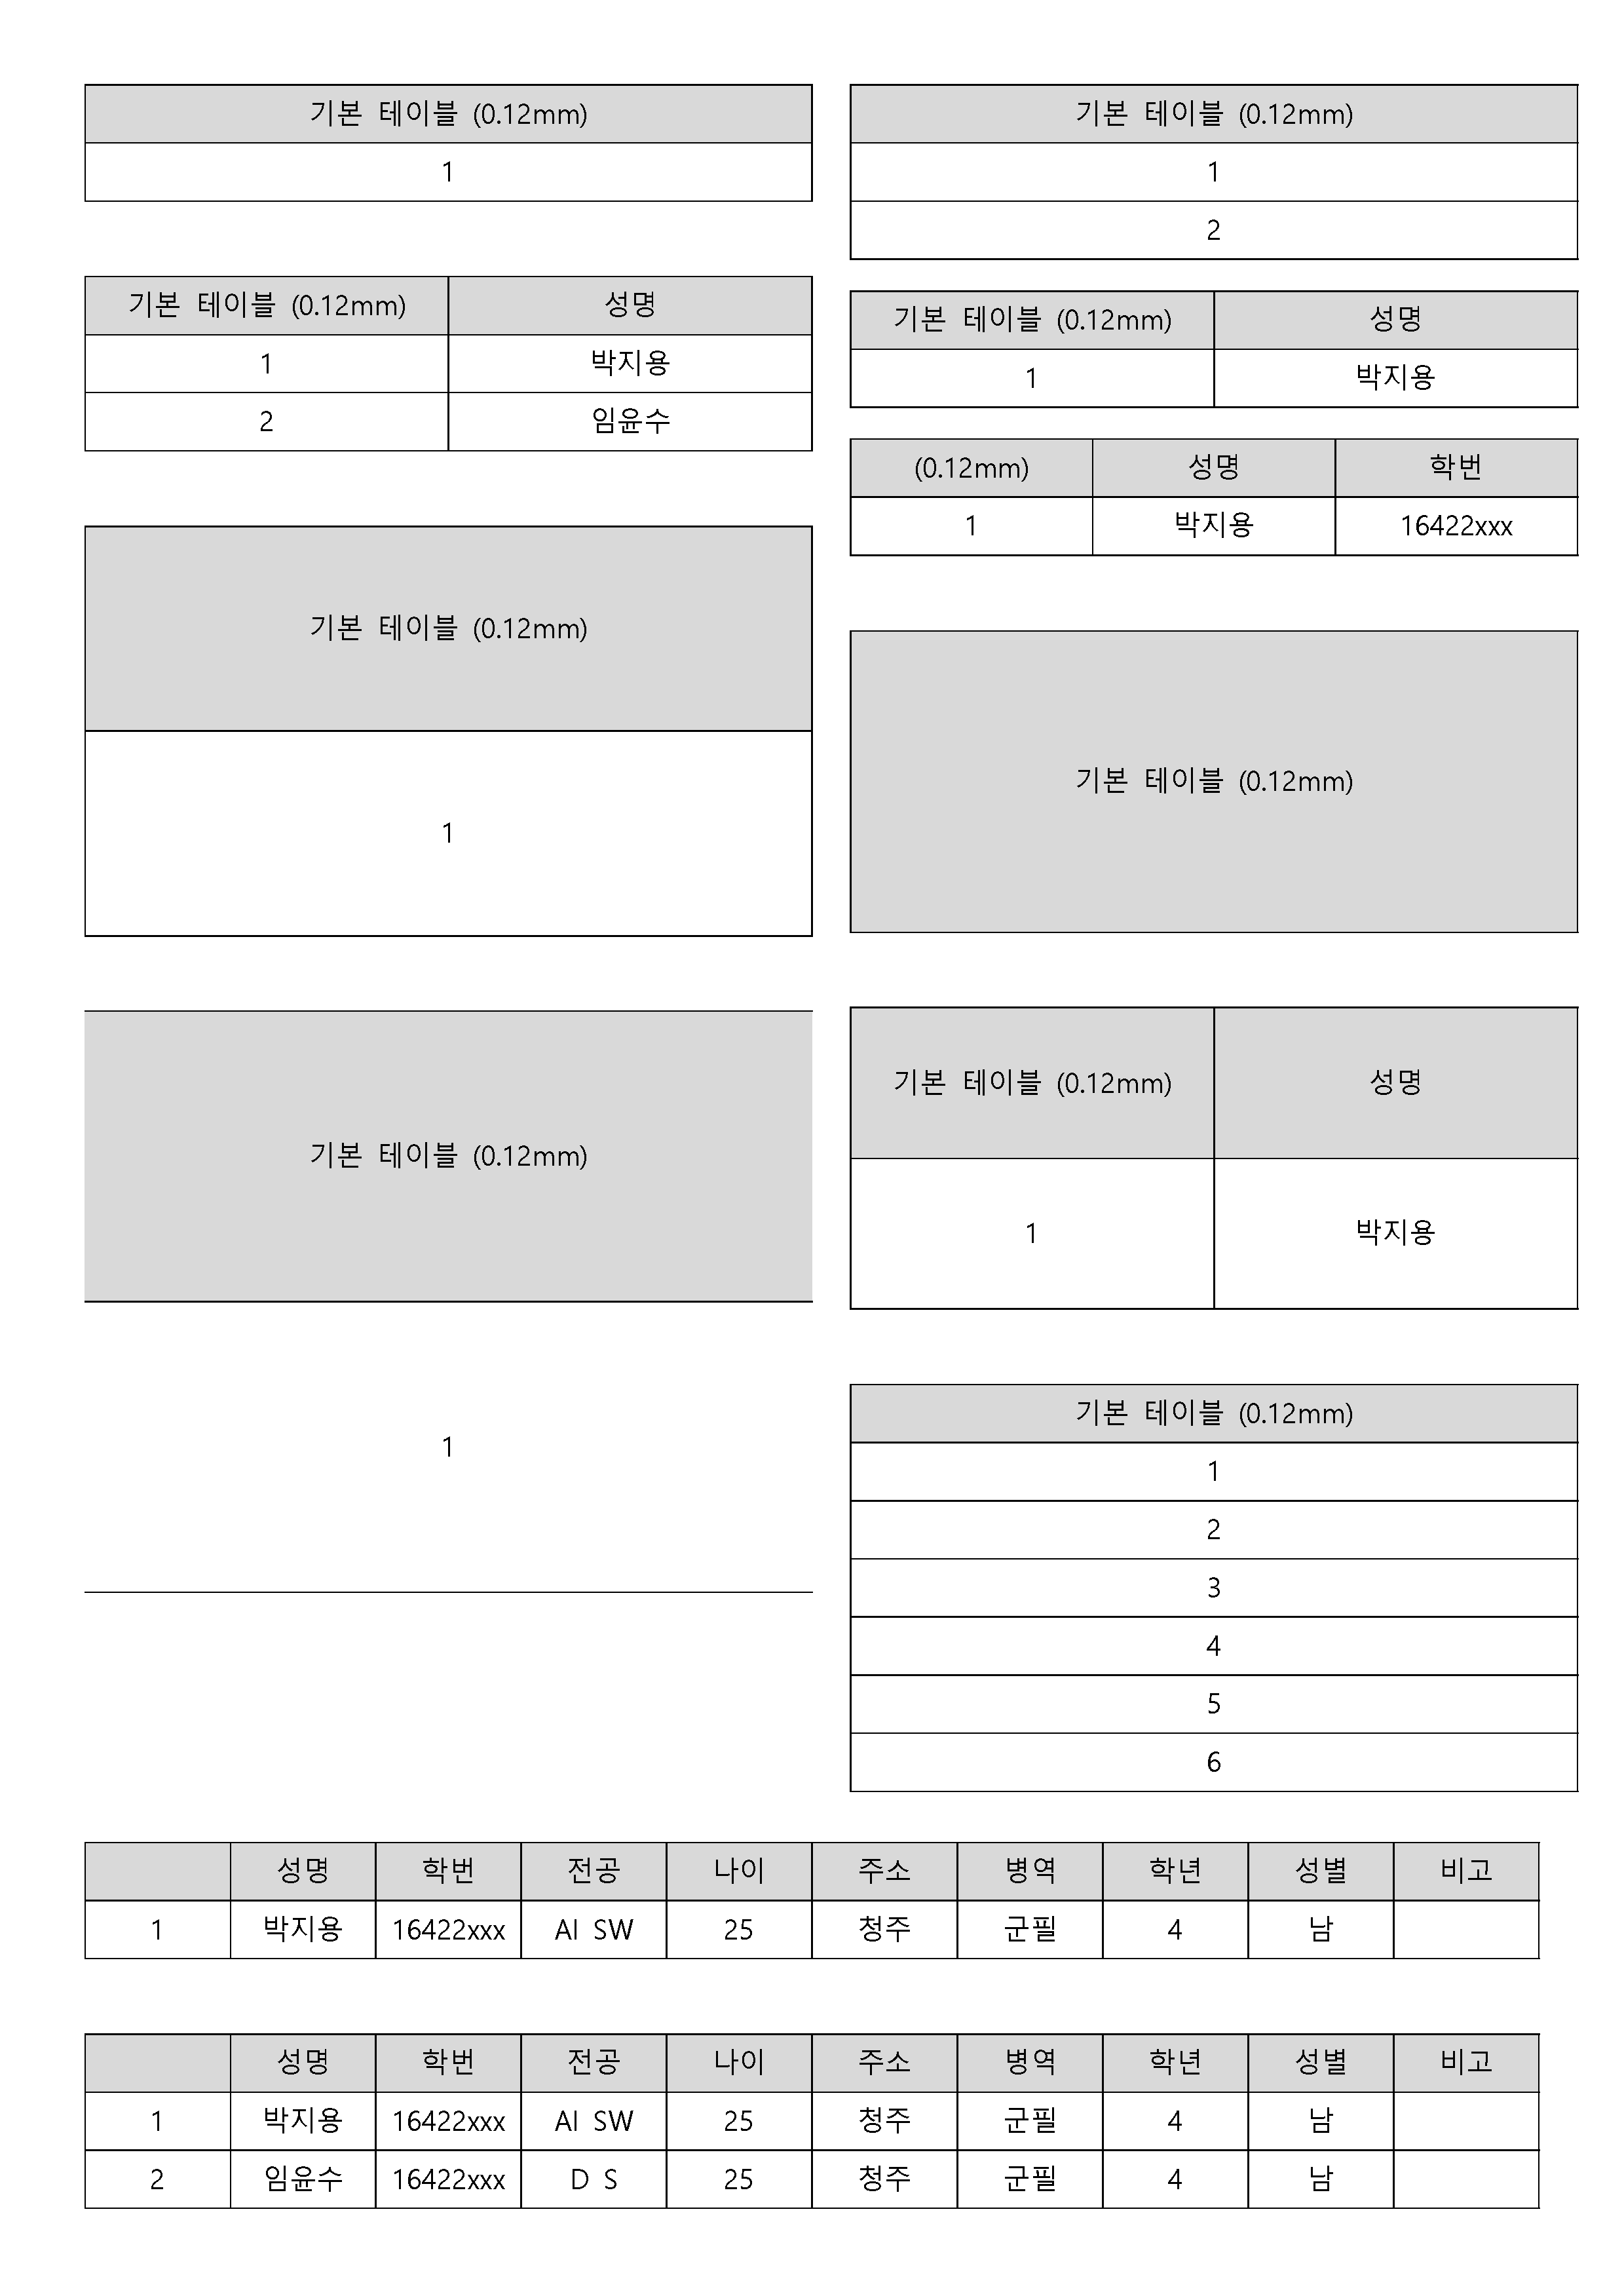 기본 테이블 (0.12mm)
1
기본 테이블 (0.12mm) 성명
1 박지용
2 임윤수
기본 테이블 (0.12mm)
1
기본 테이블 (0.12mm)
1
기본 테이블 (0.12mm)
1
2
기본 테이블 (0.12mm) 성명
1 박지용
(0.12mm) 성명 학번
1 박지용 16422xxx
기본 테이블 (0.12mm)
기본 테이블 (0.12mm) 성명
1 박지용
기본 테이블 (0.12mm)
1
2
3
4
5
6
성명 학번 전공 나이 주소 병역 학년 성별 비고
1 박지용 16422xxx AI SW 25 청주 군필 4 남
성명 학번 전공 나이 주소 병역 학년 성별 비고
1 박지용 16422xxx AI SW 25 청주 군필 4 남
2 임윤수 16422xxx D S 25 청주 군필 4 남